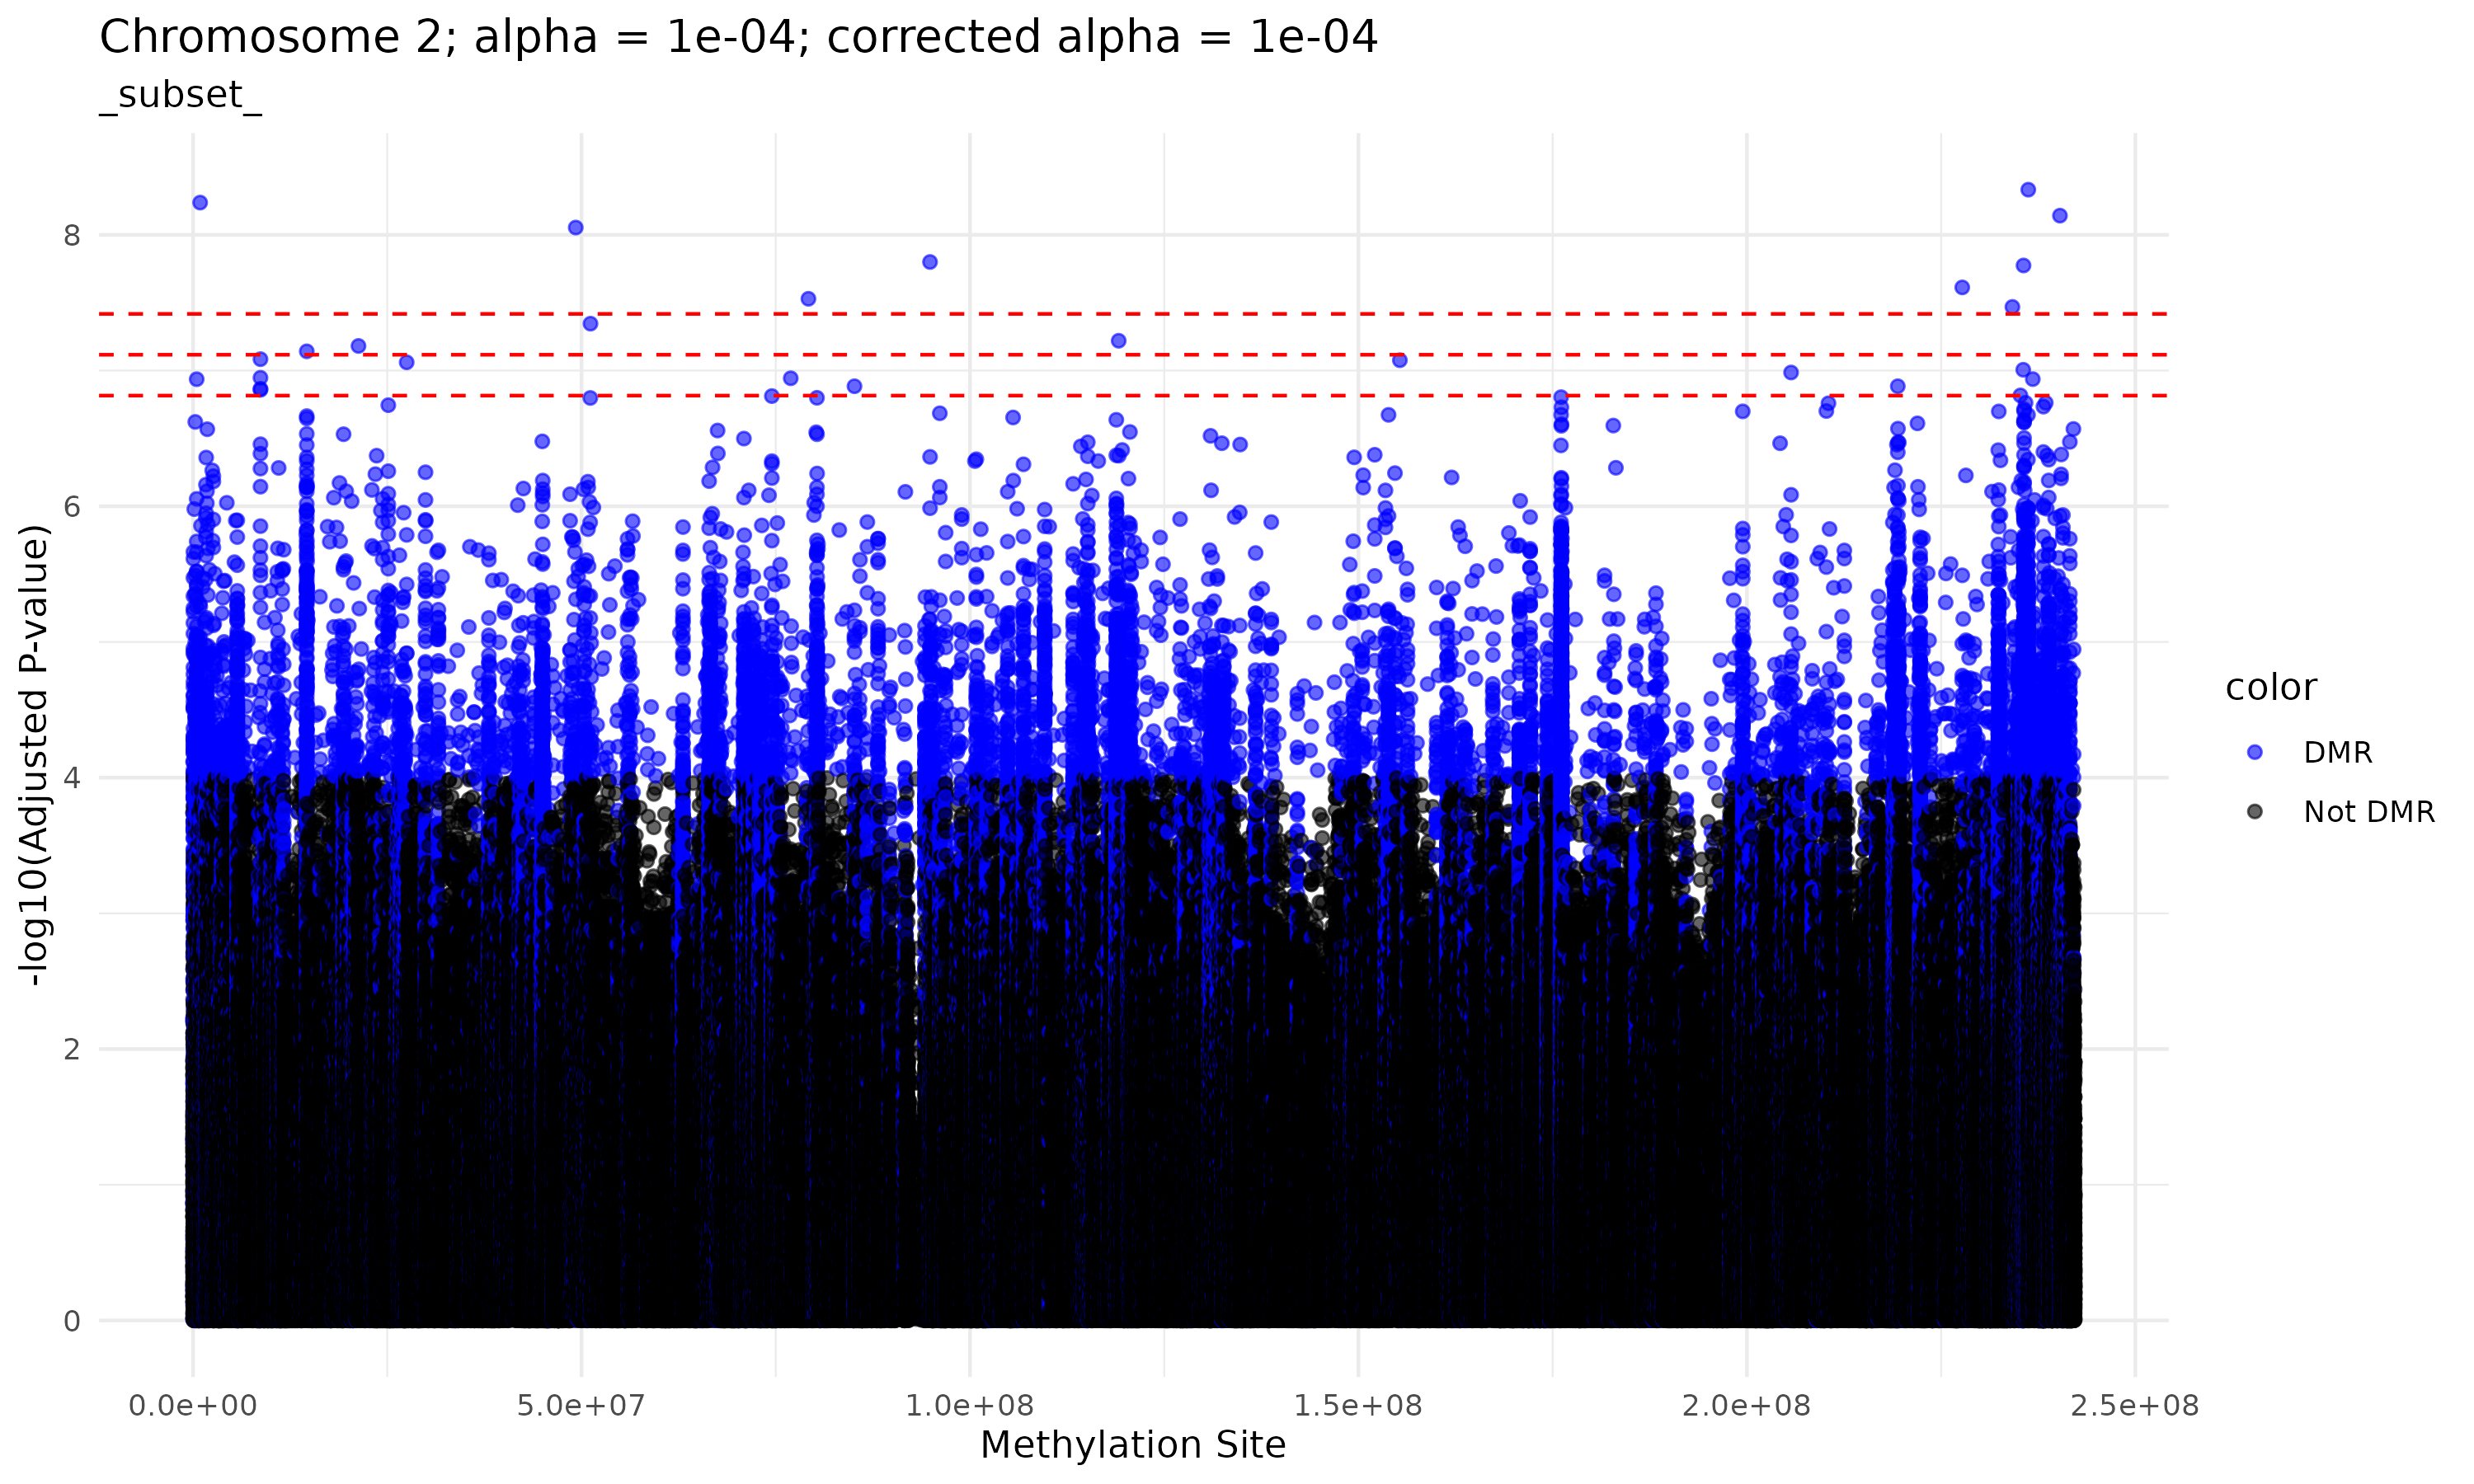 Chromosome 2; alpha = 1e-04; corrected alpha = 1e-04
_subset_
8
6
4
2
0
-log10(Adjusted P-value)
0.0e+00 5.0e+07 1.0e+08 1.5e+08 2.0e+08 2.5e+08
Methylation Site
color
DMR
Not DMR